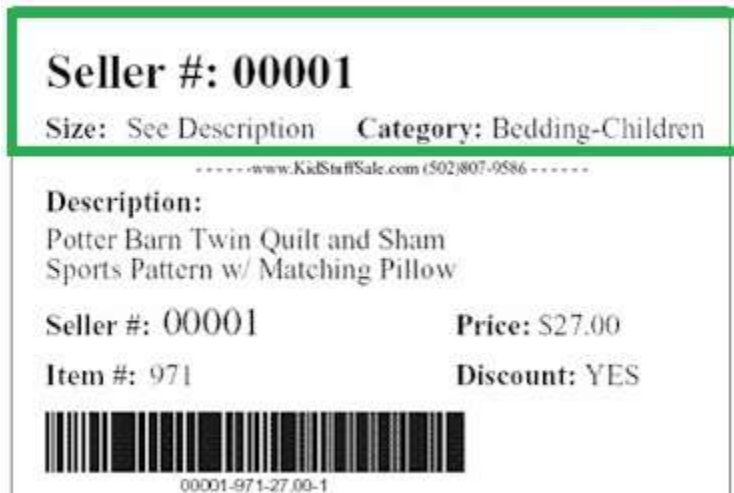 Seller #: 00001
Size: See Description Category: Bedding-Children
- - - - - -www.KidStuffSale.com (502)807-9586 - - - - - -
Description:
Potter Barn Twin Quilt and Sham
Sports Pattern w/ Matching Pillow
Seller #: 00001 Price: $27.00
Item #: 971 Discount: YES
00001-971-27.00-1